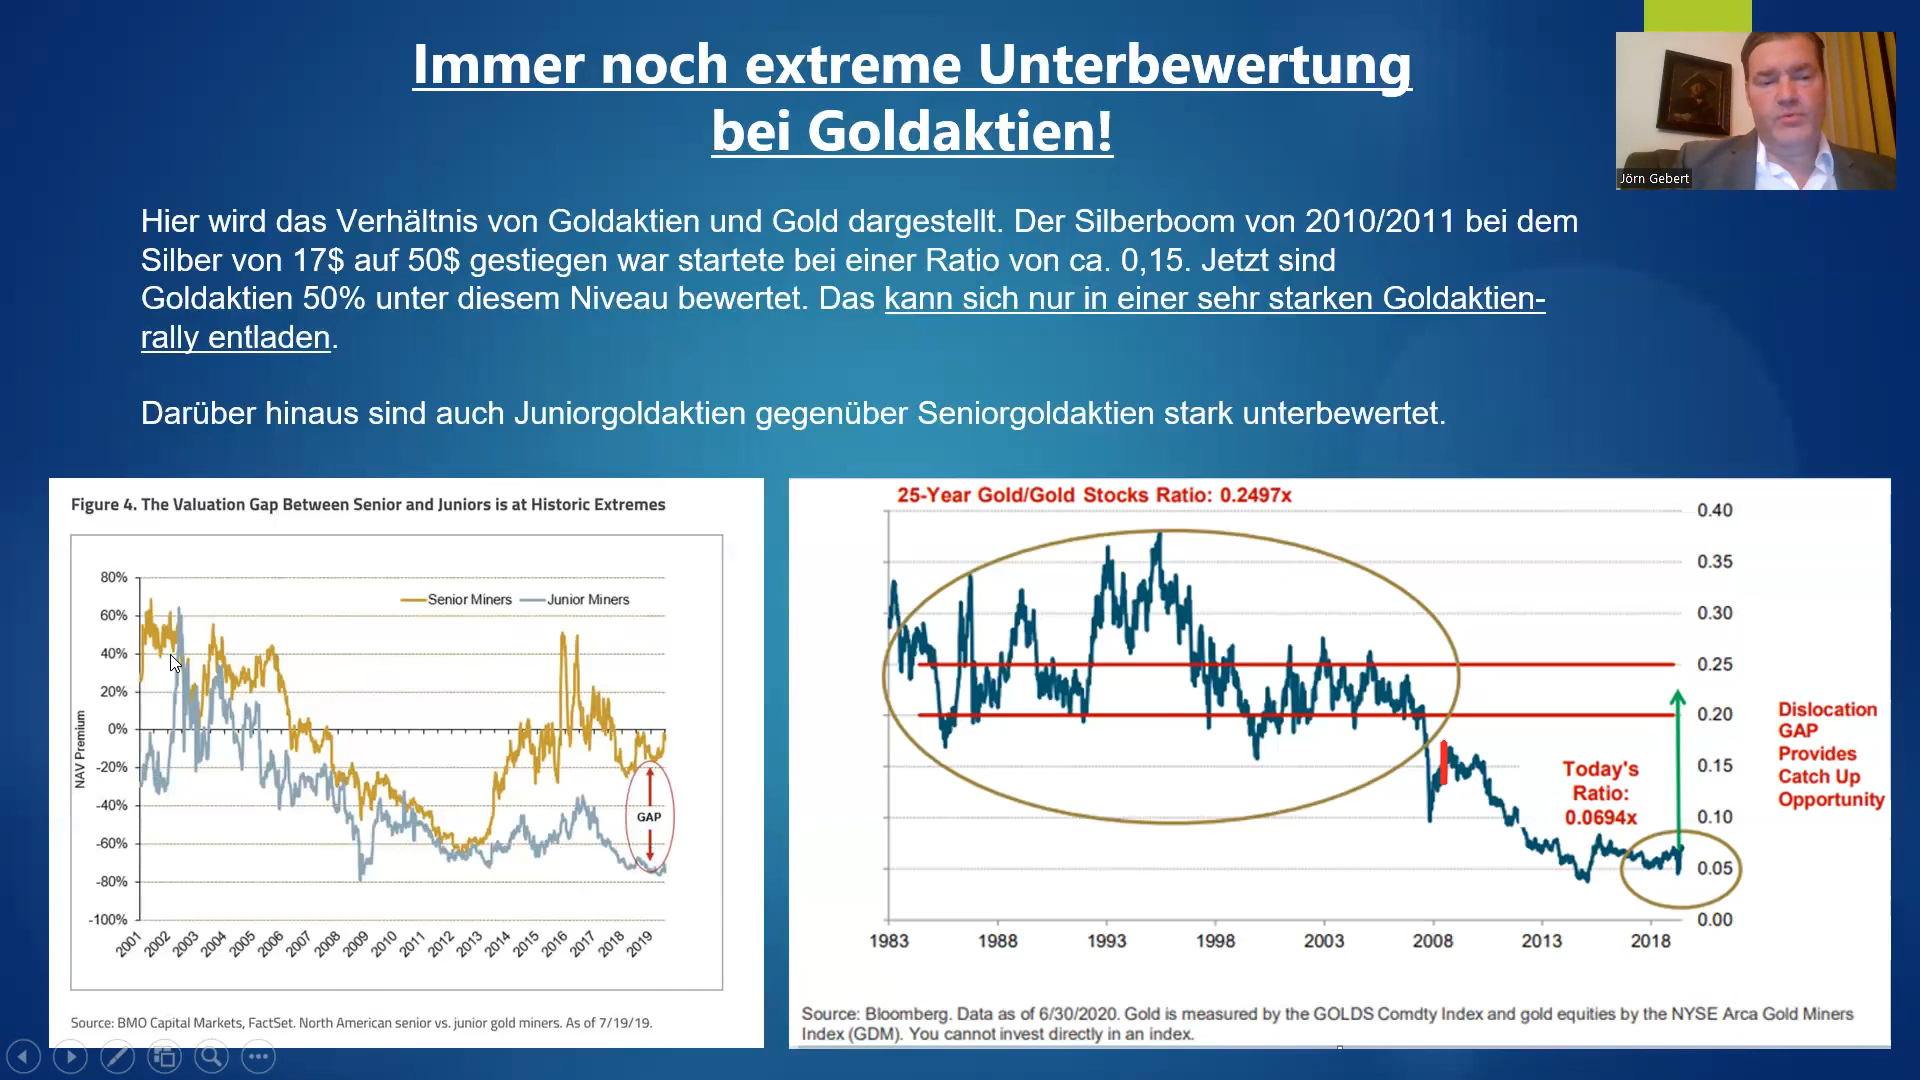 Immer noch extreme Unterbewertung
bei Goldaktien!
Jörn Gebert
Hier wird das Verhältnis von Goldaktien und Gold dargestellt. Der Silberboom von 2010/2011 bei dem
Silber von 17$ auf 50$ gestiegen war startete bei einer Ratio von ca. 0,15. Jetzt sind
Goldaktien 50% unter diesem Niveau bewertet. Das kann sich nur in einer sehr starken Goldaktien-
rally entladen.
Darüber hinaus sind auch Juniorgoldaktien gegenüber Seniorgoldaktien stark unterbewertet.
Figure 4. The Valuation Gap Between Senior and Juniors is at Historic Extremes
Senior Miners
Junior Miners
NAV Premium
80%
60%
40%
20%
0%
-20%
-40%
-60%
-80%
-100%
GAP
2001
2002
2003
2004
2005
2006
2007
2008
2009
2010
2011
2012
2013
2014
2015
2016
2017
2018
2019
Source: BMO Capital Markets, FactSet. North American senior vs. junior gold miners. As of 7/19/19.
25-Year Gold/Gold Stocks Ratio: 0.2497x
0.40
0.35
0.30
0.25
0.20
0.15
0.10
0.05
0.00
Today's
Ratio:
0.0694x
Dislocation
GAP
Provides
Catch Up
Opportunity
1983
1988
1993
1998
2003
2008
2013
2018
Source: Bloomberg. Data as of 6/30/2020. Gold is measured by the GOLDS Comdty Index and gold equities by the NYSE Arca Gold Miners
Index (GDM). You cannot invest directly in an index.